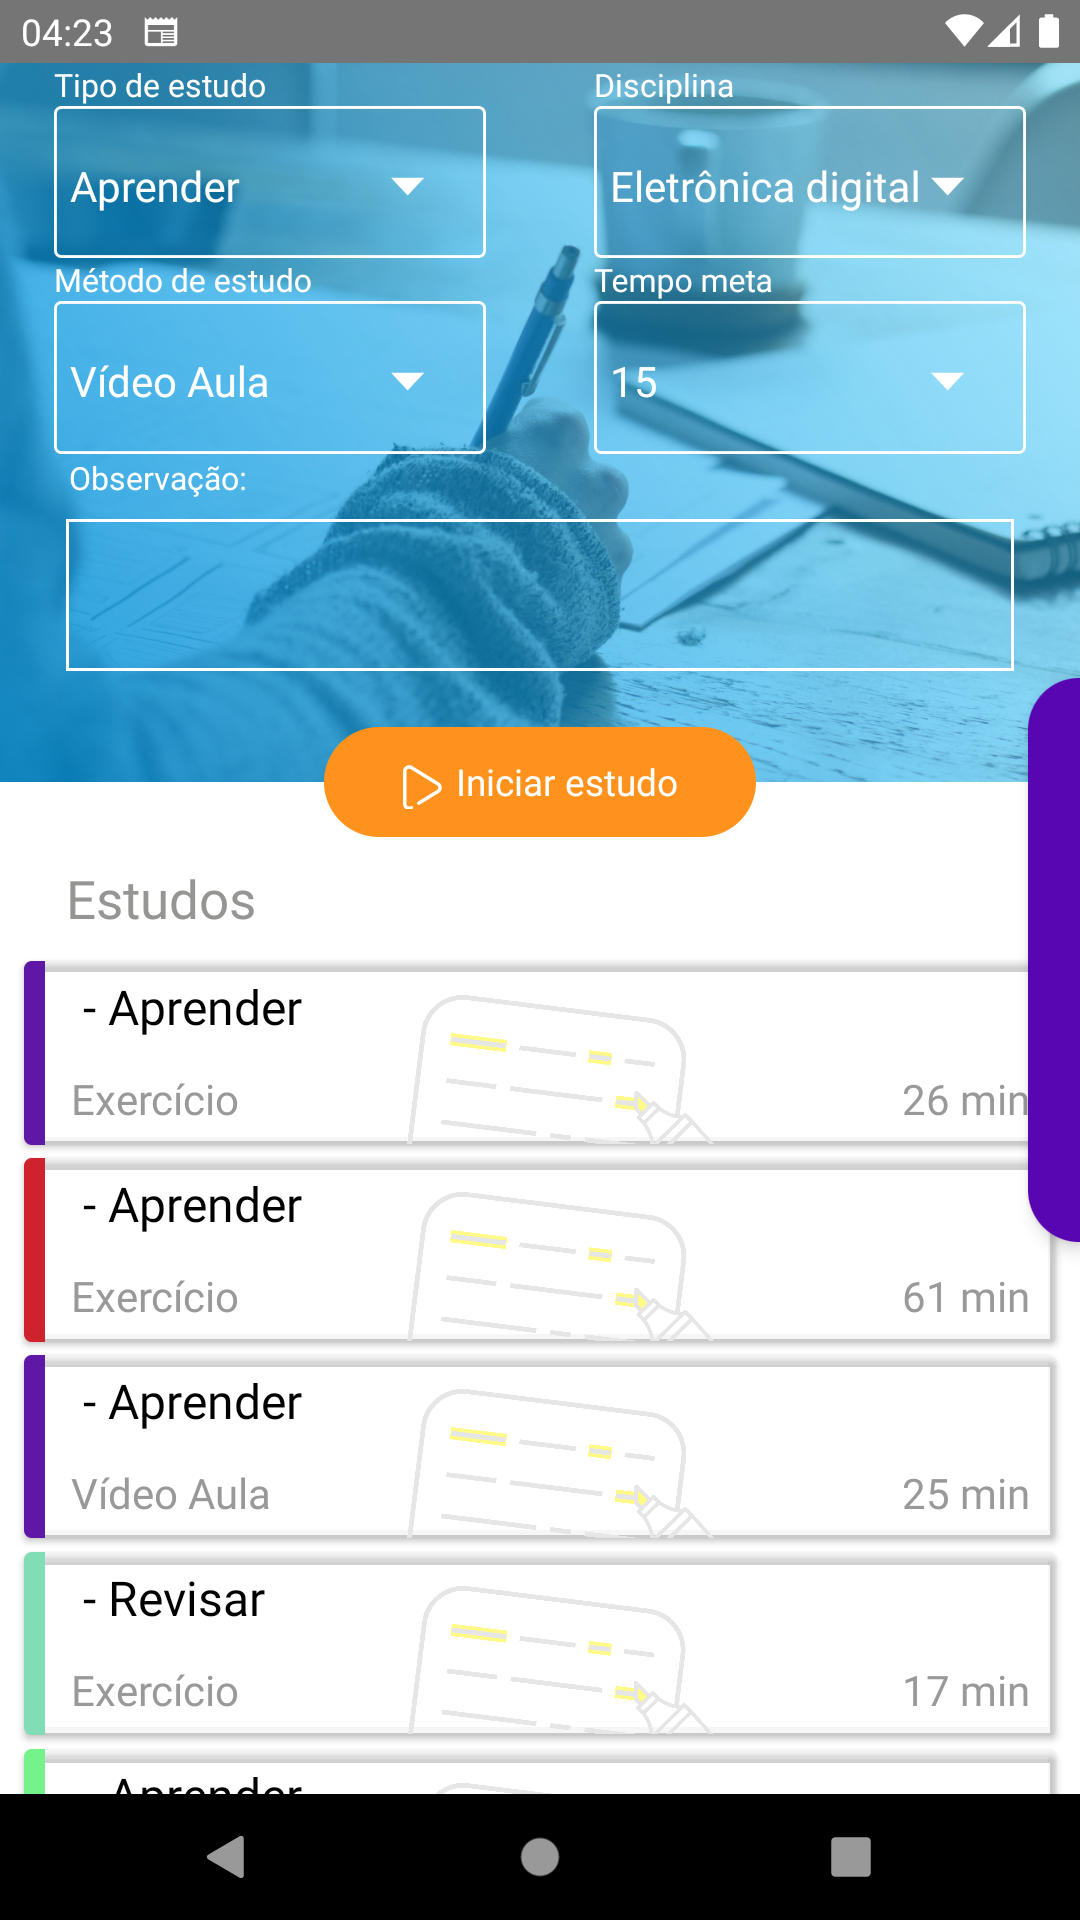 04:23
Tipo de estudo
Disciplina
Aprender
Eletrônica digital
Método de estudo
Tempo meta
Vídeo Aula
15
Observação:
Iniciar estudo
Estudos
- Aprender
Exercício
26 min
- Aprender
Exercício
61 min
- Aprender
Vídeo Aula
25 min
- Revisar
Exercício
17 min
Aprender